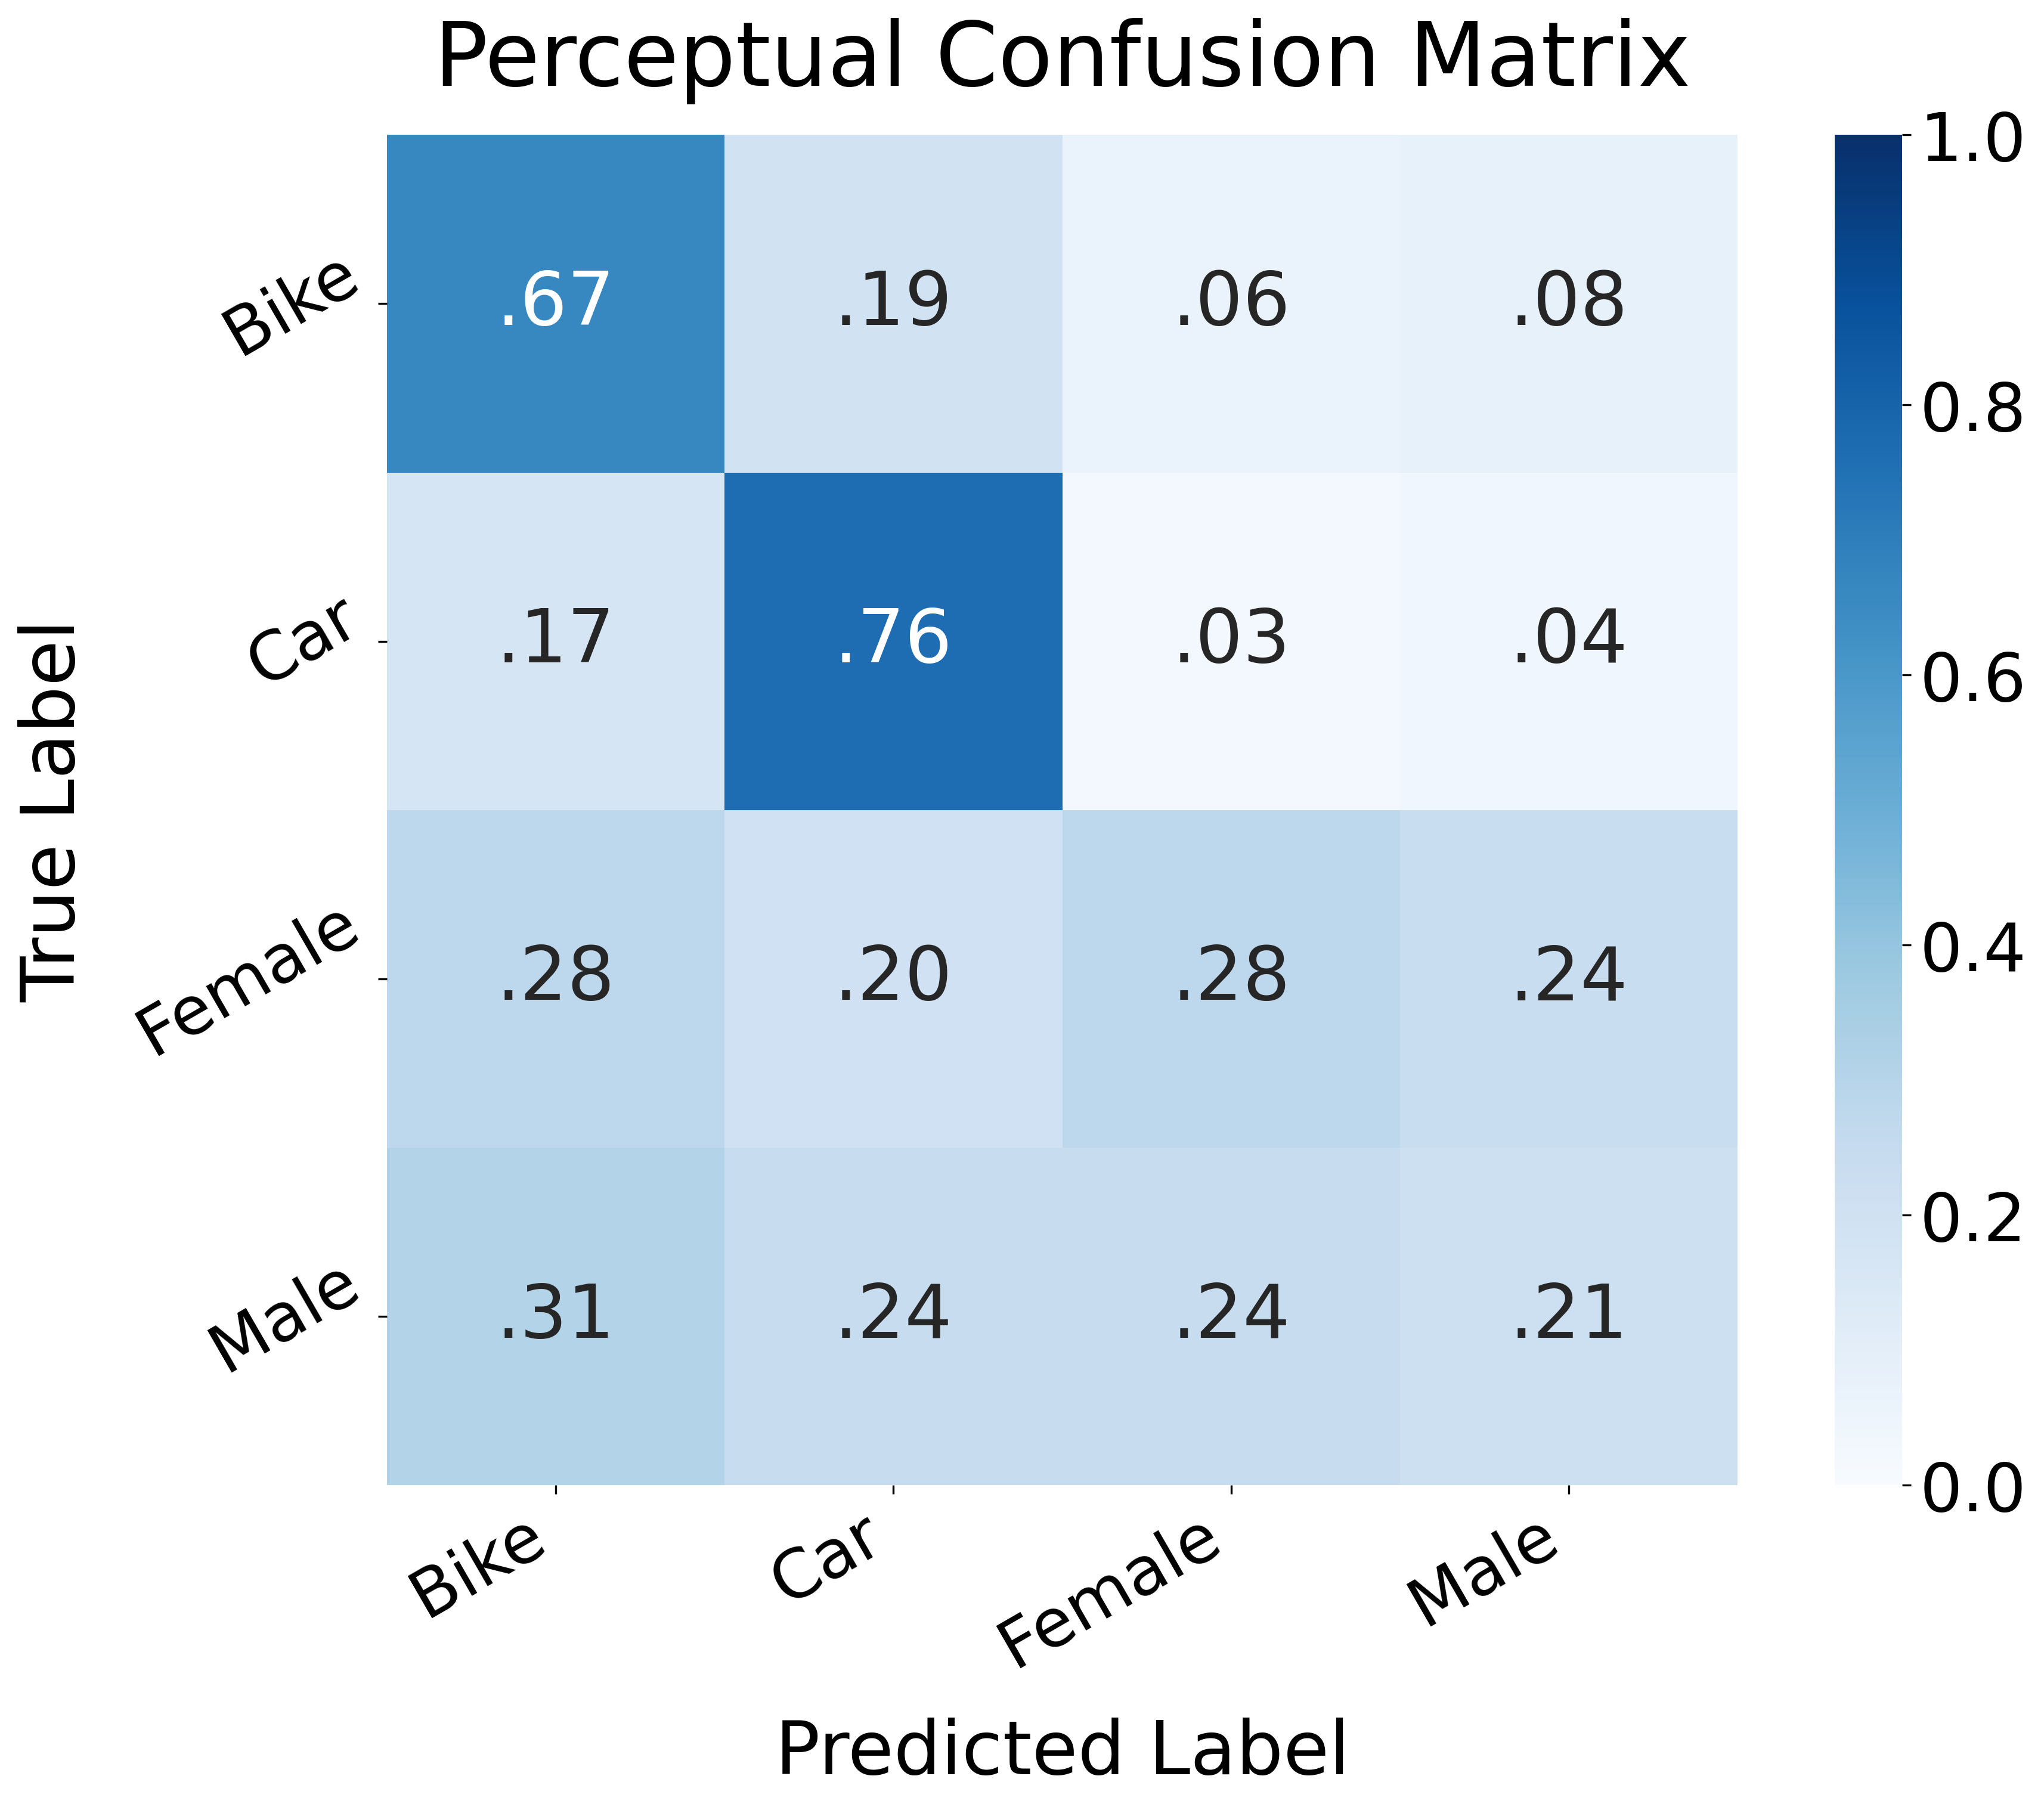 Perceptual Confusion Matrix
True Label
Bike
.67 .19 .06 .08
Car
.17 .76 .03 .04
Female
.28 .20 .28 .24
Male
.31 .24 .24 .21
Bike Car Female Male
Predicted Label
1.0
0.8
0.6
0.4
0.2
0.0